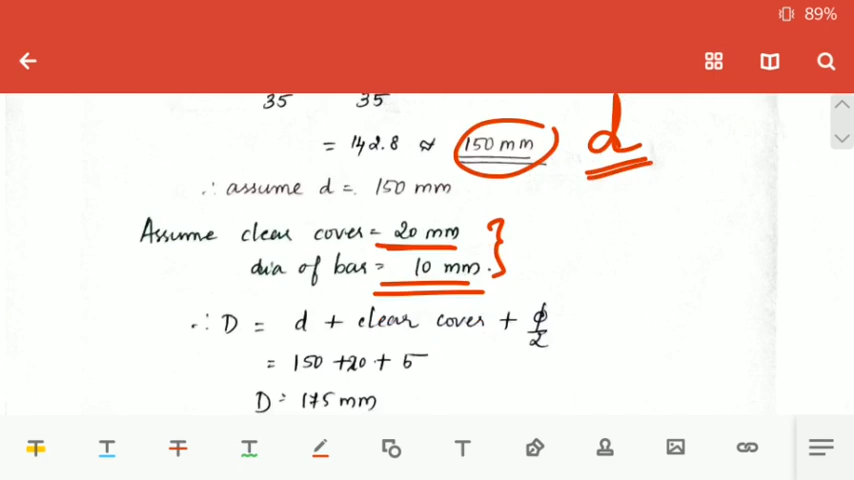 89%
35 35
= 142.8 ≈ 150 mm d
∴ assume d = 150 mm
Assume clear cover = 20 mm
dia of bar = 10 mm.
∴ D = d + clear cover + ϕ/2
= 150 + 20 + 5
D = 175 mm
T T T T T